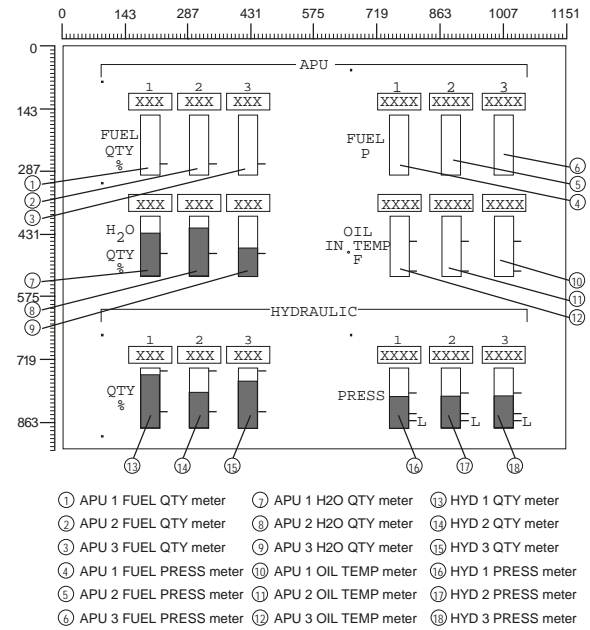 0 143 287 431 575 719 863 1007 1151
0
APU
1 2 3 1 2 3
143
XXX XXX XXX XXXX XXXX XXXX
FUEL QTY %
FUEL P
287
1
2
3
6
5
4
XXX XXX XXX XXXX XXXX XXXX
431
H2O QTY %
OIL IN TEMP °F
7
8
9
10
11
12
575
HYDRAULIC
1 2 3 1 2 3
719
XXX XXX XXX XXXX XXXX XXXX
QTY %
PRESS
863
L L L
13 14 15 16 17 18
1 APU 1 FUEL QTY meter 7 APU 1 H2O QTY meter 13 HYD 1 QTY meter
2 APU 2 FUEL QTY meter 8 APU 2 H2O QTY meter 14 HYD 2 QTY meter
3 APU 3 FUEL QTY meter 9 APU 3 H2O QTY meter 15 HYD 3 QTY meter
4 APU 1 FUEL PRESS meter 10 APU 1 OIL TEMP meter 16 HYD 1 PRESS meter
5 APU 2 FUEL PRESS meter 11 APU 2 OIL TEMP meter 17 HYD 2 PRESS meter
6 APU 3 FUEL PRESS meter 12 APU 3 OIL TEMP meter 18 HYD 3 PRESS meter